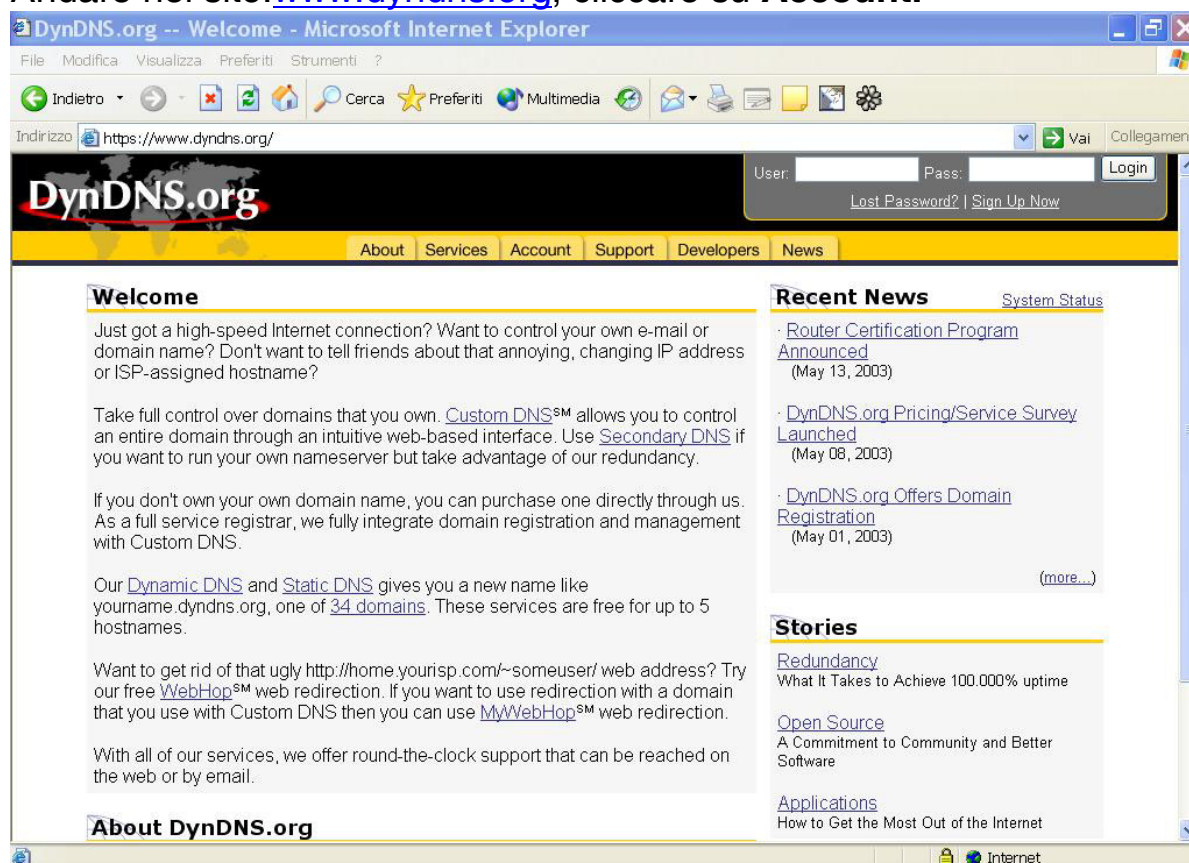 Andare nel sito:www.dyndns.org, cliccare su Account.
DynDNS.org -- Welcome - Microsoft Internet Explorer
File Modifica Visualizza Preferiti Strumenti ?
Indietro Cerca Preferiti Multimedia
Indirizzo https://www.dyndns.org/ Vai Collegamen
DynDNS.org
User: Pass: Login
Lost Password? | Sign Up Now
About Services Account Support Developers News
Welcome
Just got a high-speed Internet connection? Want to control your own e-mail or
domain name? Don't want to tell friends about that annoying, changing IP address
or ISP-assigned hostname?
Take full control over domains that you own. Custom DNS℠ allows you to control
an entire domain through an intuitive web-based interface. Use Secondary DNS if
you want to run your own nameserver but take advantage of our redundancy.
If you don't own your own domain name, you can purchase one directly through us.
As a full service registrar, we fully integrate domain registration and management
with Custom DNS.
Our Dynamic DNS and Static DNS gives you a new name like
yourname.dyndns.org, one of 34 domains. These services are free for up to 5
hostnames.
Want to get rid of that ugly http://home.yourisp.com/~someuser/ web address? Try
our free WebHop℠ web redirection. If you want to use redirection with a domain
that you use with Custom DNS then you can use MyWebHop℠ web redirection.
With all of our services, we offer round-the-clock support that can be reached on
the web or by email.
About DynDNS.org
Recent News System Status
· Router Certification Program
Announced
(May 13, 2003)
· DynDNS.org Pricing/Service Survey
Launched
(May 08, 2003)
· DynDNS.org Offers Domain
Registration
(May 01, 2003)
(more...)
Stories
Redundancy
What It Takes to Achieve 100.000% uptime
Open Source
A Commitment to Community and Better
Software
Applications
How to Get the Most Out of the Internet
Internet